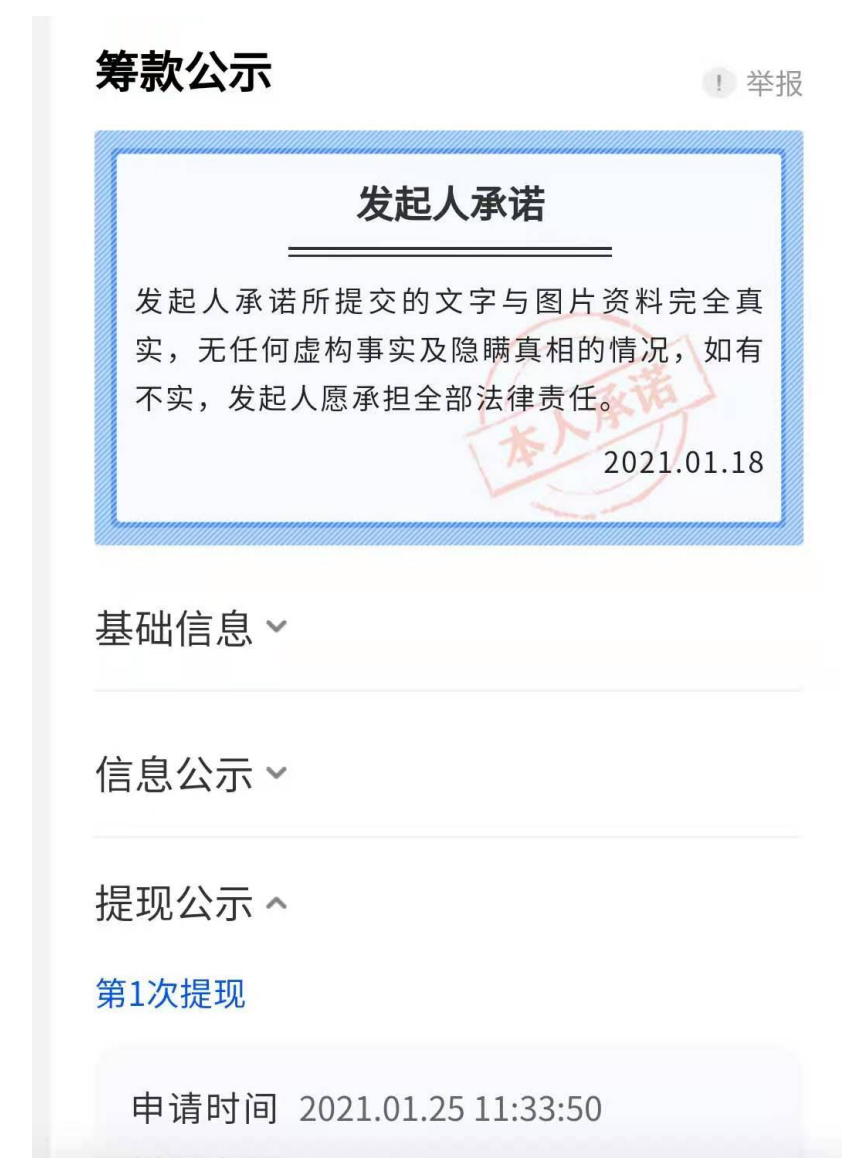 筹款公示
! 举报
发起人承诺
发起人承诺所提交的文字与图片资料完全真
实，无任何虚构事实及隐瞒真相的情况，如有
不实，发起人愿承担全部法律责任。
本人承诺
2021.01.18
基础信息
信息公示
提现公示
第1次提现
申请时间 2021.01.25 11:33:50